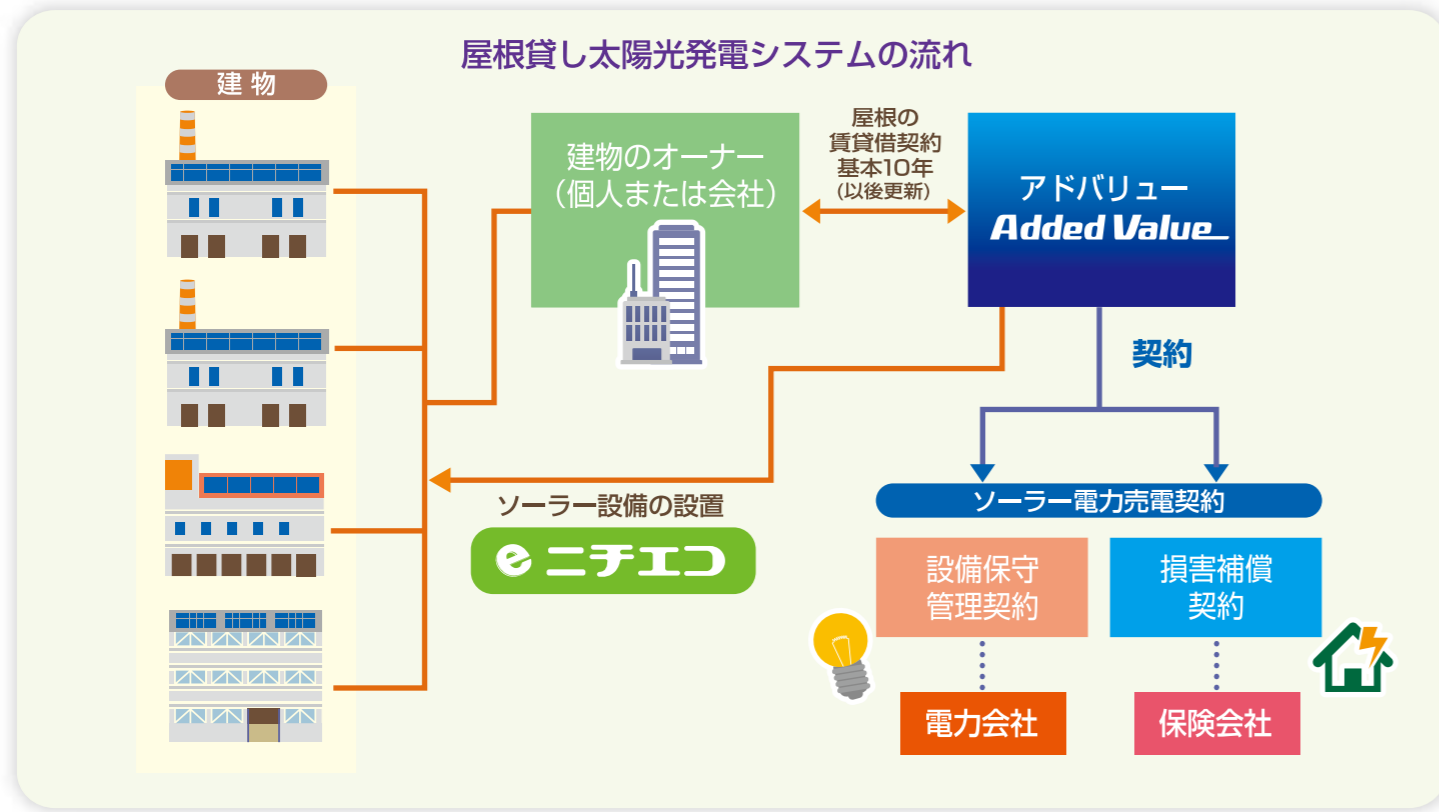 屋根貸し太陽光発電システムの流れ
建物
建物のオーナー
(個人または会社)
屋根の
賃貸借契約
基本10年
(以後更新)
アドバリュー
Added Value
契約
ソーラー設備の設置
e ニチエコ
ソーラー電力売電契約
設備保守
管理契約
損害補償
契約
電力会社
保険会社